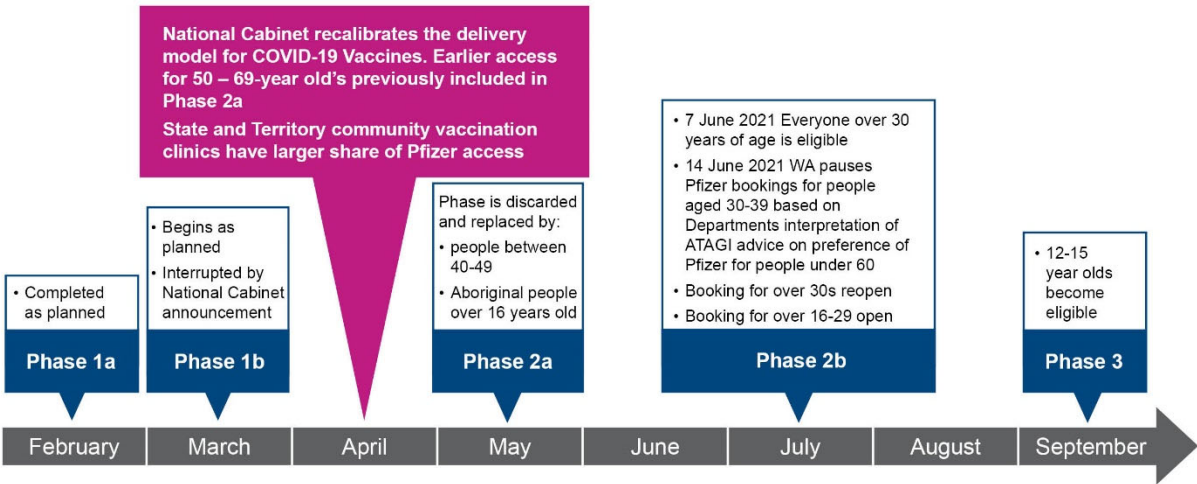 National Cabinet recalibrates the delivery
model for COVID-19 Vaccines. Earlier access
for 50 – 69-year old's previously included in
Phase 2a
State and Territory community vaccination
clinics have larger share of Pfizer access
• Completed
as planned
Phase 1a
• Begins as
planned
• Interrupted by
National Cabinet
announcement
Phase 1b
Phase is discarded
and replaced by:
• people between
40-49
• Aboriginal people
over 16 years old
Phase 2a
• 7 June 2021 Everyone over 30
years of age is eligible
• 14 June 2021 WA pauses
Pfizer bookings for people
aged 30-39 based on
Departments interpretation of
ATAGI advice on preference of
Pfizer for people under 60
• Booking for over 30s reopen
• Booking for over 16-29 open
Phase 2b
• 12-15
year olds
become
eligible
Phase 3
February
March
April
May
June
July
August
September